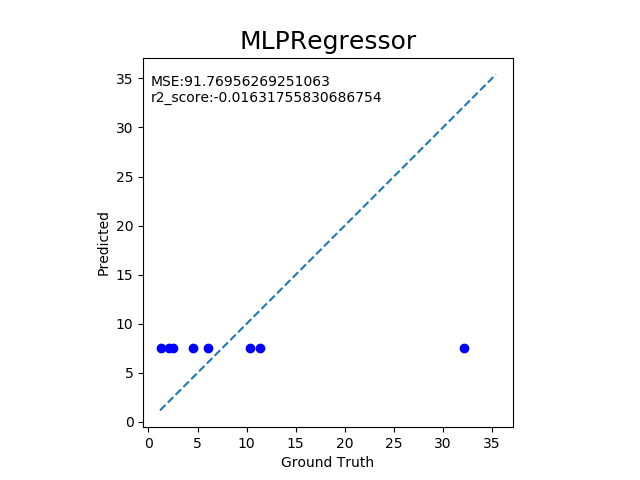 MLPRegressor
MSE:91.76956269251063
r2_score:-0.01631755830686754
35
30
25
20
15
10
5
0
Predicted
0 5 10 15 20 25 30 35
Ground Truth